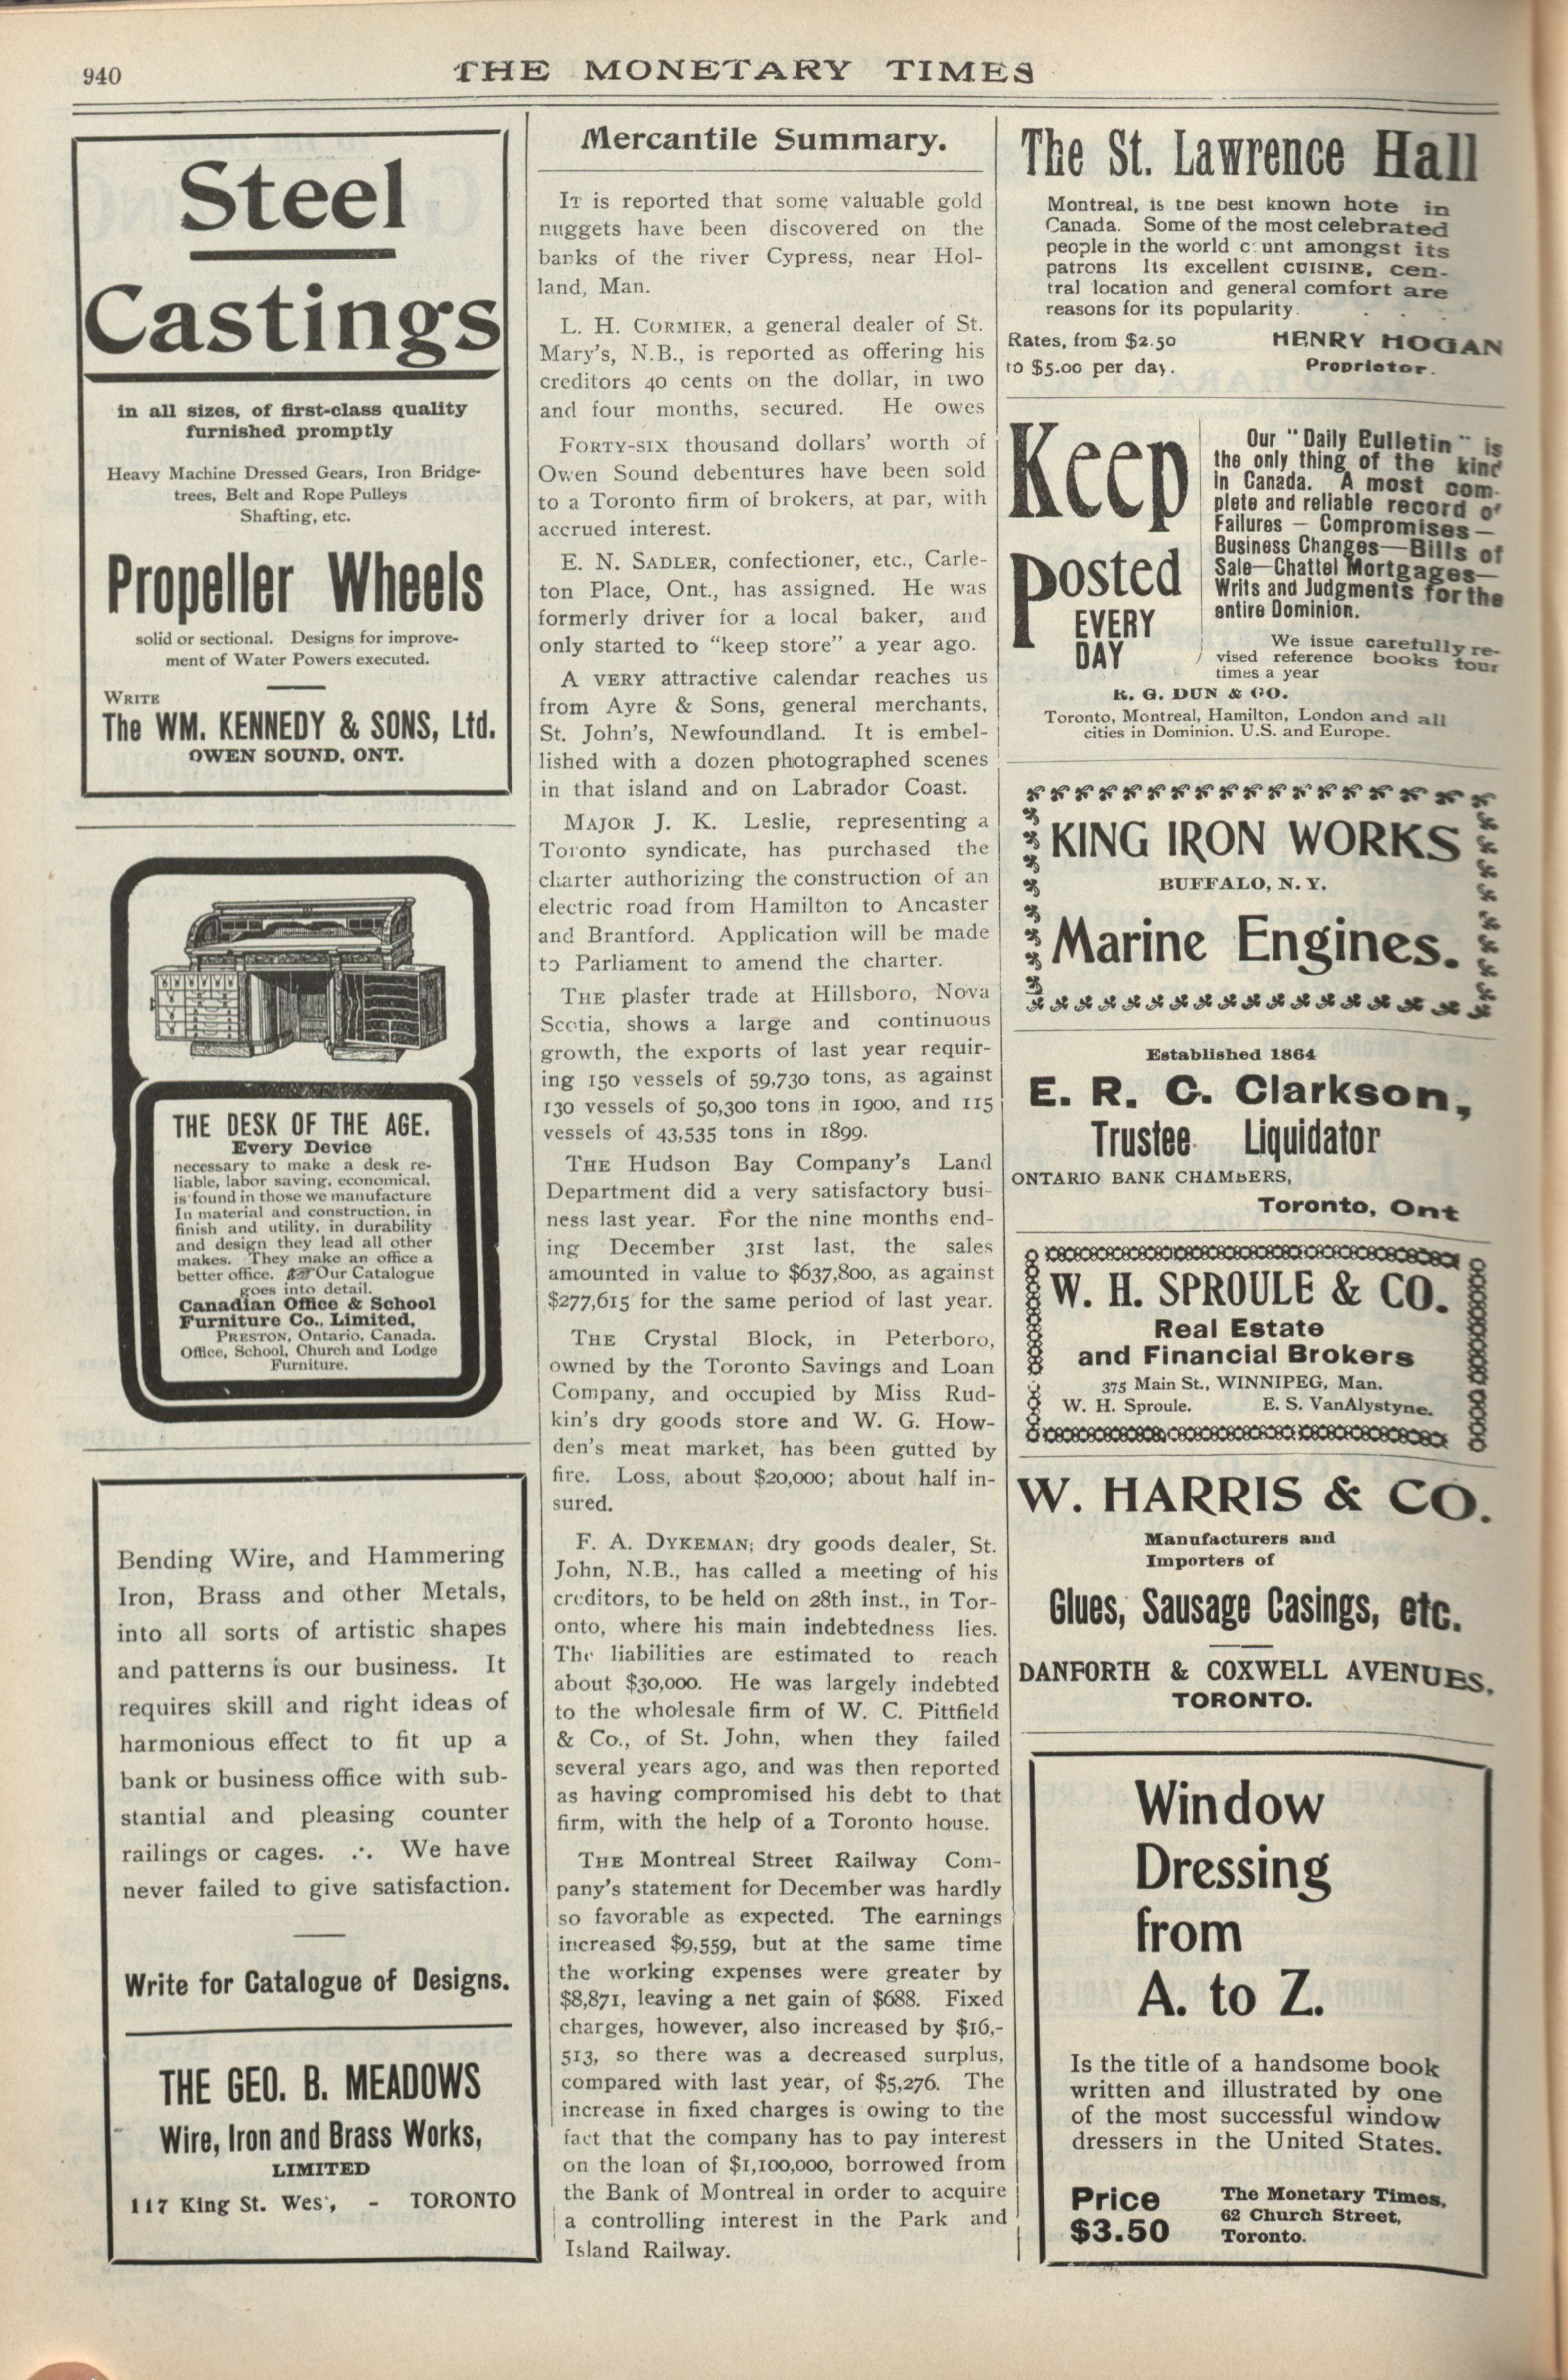 940
THE MONETARY TIMES
Steel
Castings
in all sizes, of first-class quality
furnished promptly
Heavy Machine Dressed Gears, Iron Bridge-
trees, Belt and Rope Pulleys
Shafting, etc.
Propeller Wheels
solid or sectional. Designs for improve-
ment of Water Powers executed.
WRITE
The WM. KENNEDY & SONS, Ltd.
OWEN SOUND, ONT.
THE DESK OF THE AGE.
Every Device
necessary to make a desk re-
liable, labor saving, economical,
is found in those we manufacture
In material and construction, in
finish and utility, in durability
and design they lead all other
makes. They make an office a
better office. Our Catalogue
goes into detail.
Canadian Office & School
Furniture Co., Limited,
PRESTON, Ontario, Canada.
Office, School, Church and Lodge
Furniture.
Bending Wire, and Hammering
Iron, Brass and other Metals,
into all sorts of artistic shapes
and patterns is our business. It
requires skill and right ideas of
harmonious effect to fit up a
bank or business office with sub-
stantial and pleasing counter
railings or cages. ∴ We have
never failed to give satisfaction.
Write for Catalogue of Designs.
THE GEO. B. MEADOWS
Wire, Iron and Brass Works,
LIMITED
117 King St. Wes', - TORONTO
Mercantile Summary.
IT is reported that some valuable gold
nuggets have been discovered on the
banks of the river Cypress, near Hol-
land, Man.
L. H. CORMIER, a general dealer of St.
Mary's, N.B., is reported as offering his
creditors 40 cents on the dollar, in two
and four months, secured. He owes
FORTY-SIX thousand dollars' worth of
Owen Sound debentures have been sold
to a Toronto firm of brokers, at par, with
accrued interest.
E. N. SADLER, confectioner, etc., Carle-
ton Place, Ont., has assigned. He was
formerly driver for a local baker, and
only started to "keep store" a year ago.
A VERY attractive calendar reaches us
from Ayre & Sons, general merchants,
St. John's, Newfoundland. It is embel-
lished with a dozen photographed scenes
in that island and on Labrador Coast.
MAJOR J. K. Leslie, representing a
Toronto syndicate, has purchased the
charter authorizing the construction of an
electric road from Hamilton to Ancaster
and Brantford. Application will be made
to Parliament to amend the charter.
THE plaster trade at Hillsboro, Nova
Scotia, shows a large and continuous
growth, the exports of last year requir-
ing 150 vessels of 59,730 tons, as against
130 vessels of 50,300 tons in 1900, and 115
vessels of 43,535 tons in 1899.
THE Hudson Bay Company's Land
Department did a very satisfactory busi-
ness last year. For the nine months end-
ing December 31st last, the sales
amounted in value to $637,800, as against
$277,615 for the same period of last year.
THE Crystal Block, in Peterboro,
owned by the Toronto Savings and Loan
Company, and occupied by Miss Rud-
kin's dry goods store and W. G. How-
den's meat market, has been gutted by
fire. Loss, about $20,000; about half in-
sured.
F. A. DYKEMAN; dry goods dealer, St.
John, N.B., has called a meeting of his
creditors, to be held on 28th inst., in Tor-
onto, where his main indebtedness lies.
The liabilities are estimated to reach
about $30,000. He was largely indebted
to the wholesale firm of W. C. Pittfield
& Co., of St. John, when they failed
several years ago, and was then reported
as having compromised his debt to that
firm, with the help of a Toronto house.
THE Montreal Street Railway Com-
pany's statement for December was hardly
so favorable as expected. The earnings
increased $9,559, but at the same time
the working expenses were greater by
$8,871, leaving a net gain of $688. Fixed
charges, however, also increased by $16,-
513, so there was a decreased surplus,
compared with last year, of $5,276. The
increase in fixed charges is owing to the
fact that the company has to pay interest
on the loan of $1,100,000, borrowed from
the Bank of Montreal in order to acquire
a controlling interest in the Park and
Island Railway.
The St. Lawrence Hall
Montreal, is the best known hote in
Canada. Some of the most celebrated
people in the world c unt amongst its
patrons Its excellent CUISINE, cen-
tral location and general comfort are
reasons for its popularity. . . .
Rates, from $2.50
to $5.00 per day.
HENRY HOGAN
Proprietor.
Keep
posted
EVERY
DAY
Our "Daily Bulletin" is
the only thing of the kind
in Canada. A most com-
plete and reliable record of
Failures — Compromises —
Business Changes—Bills of
Sale—Chattel Mortgages—
Writs and Judgments for the
entire Dominion.
We issue carefully re-
vised reference books four
times a year
R. G. DUN & CO.
Toronto, Montreal, Hamilton, London and all
cities in Dominion. U.S. and Europe.
KING IRON WORKS
BUFFALO, N. Y.
Marine Engines.
Established 1864
E. R. C. Clarkson,
Trustee Liquidator
ONTARIO BANK CHAMBERS,
Toronto, Ont
W. H. SPROULE & CO.
Real Estate
and Financial Brokers
375 Main St., WINNIPEG, Man.
W. H. Sproule. E. S. VanAlystyne.
W. HARRIS & CO.
Manufacturers and
Importers of
Glues, Sausage Casings, etc.
DANFORTH & COXWELL AVENUES,
TORONTO.
Window
Dressing
from
A. to Z.
Is the title of a handsome book
written and illustrated by one
of the most successful window
dressers in the United States.
Price
$3.50
The Monetary Times,
62 Church Street,
Toronto.